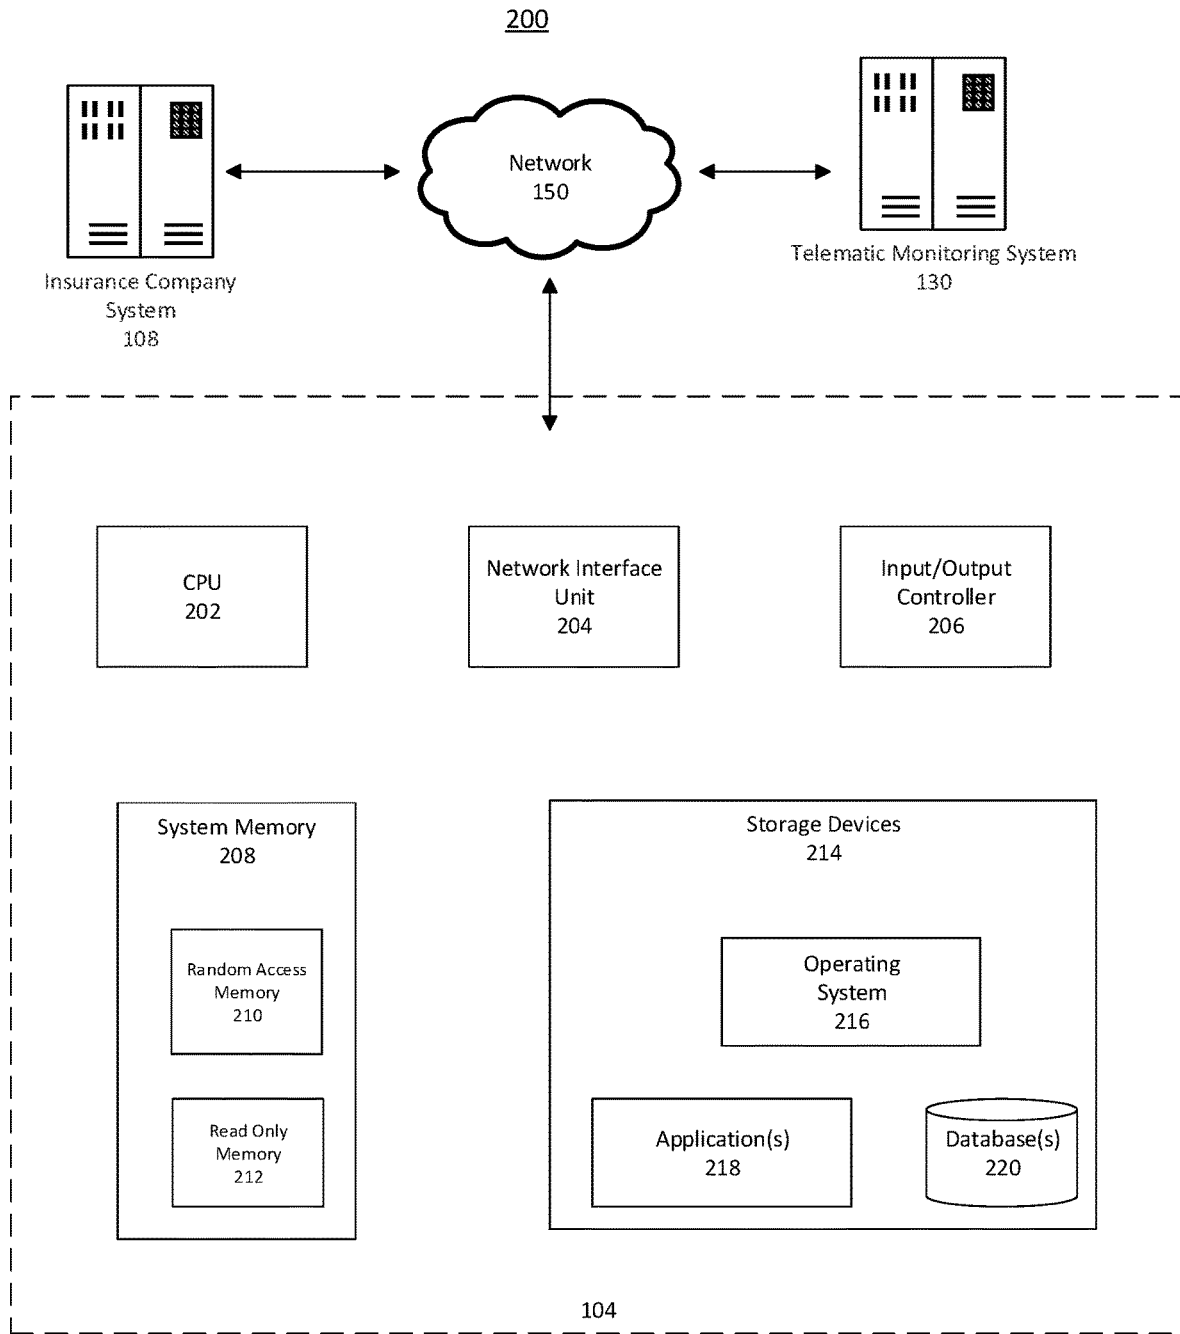 200
Network
150
Insurance Company
System
108
Telematic Monitoring System
130
CPU
202
Network Interface
Unit
204
Input/Output
Controller
206
System Memory
208
Random Access
Memory
210
Read Only
Memory
212
Storage Devices
214
Operating
System
216
Application(s)
218
Database(s)
220
104